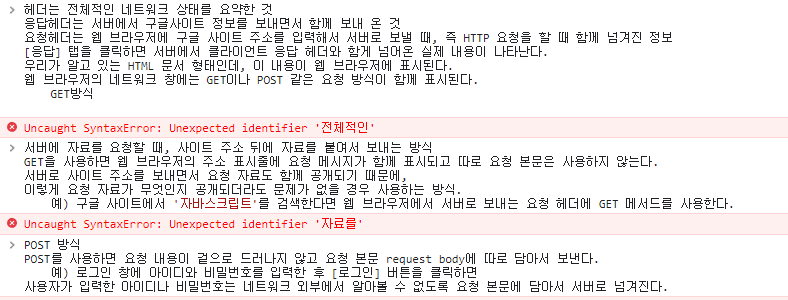 헤더는 전체적인 네트워크 상태를 요약한 것
응답헤더는 서버에서 구글사이트 정보를 보내면서 함께 보내 온 것
요청헤더는 웹 브라우저에 구글 사이트 주소를 입력해서 서버로 보낼 때, 즉 HTTP 요청을 할 때 함께 넘겨진 정보
[응답] 탭을 클릭하면 서버에서 클라이언트 응답 헤더와 함게 넘어온 실제 내용이 나타난다.
우리가 알고 있는 HTML 문서 형태인데, 이 내용이 웹 브라우저에 표시된다.
웹 브라우저의 네트워크 창에는 GET이나 POST 같은 요청 방식이 함께 표시된다.
GET방식
Uncaught SyntaxError: Unexpected identifier '전체적인'
서버에 자료를 요청할 때, 사이트 주소 뒤에 자료를 붙여서 보내는 방식
GET을 사용하면 웹 브라우저의 주소 표시줄에 요청 메시지가 함께 표시되고 따로 요청 본문은 사용하지 않는다.
서버로 사이트 주소를 보내면서 요청 자료도 함께 공개되기 때문에,
이렇게 요청 자료가 무엇인지 공개되더라도 문제가 없을 경우 사용하는 방식.
예) 구글 사이트에서 '자바스크립트'를 검색한다면 웹 브라우저에서 서버로 보내는 요청 헤더에 GET 메서드를 사용한다.
Uncaught SyntaxError: Unexpected identifier '자료를'
POST 방식
POST를 사용하면 요청 내용이 겉으로 드러나지 않고 요청 본문 request body에 따로 담아서 보낸다.
예) 로그인 창에 아이디와 비밀번호를 입력한 후 [로그인] 버튼을 클릭하면
사용자가 입력한 아이디나 비밀번호는 네트워크 외부에서 알아볼 수 없도록 요청 본문에 담아서 서버로 넘겨진다.